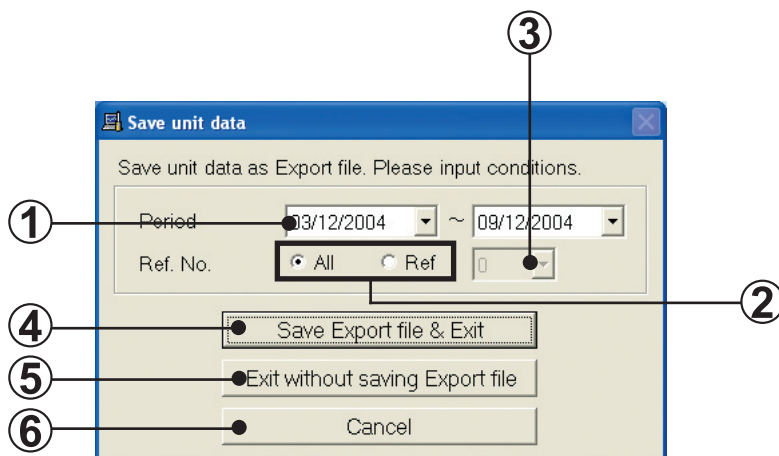 3
Save unit data
Save unit data as Export file. Please input conditions.
1
Period 03/12/2004 ~ 09/12/2004
Ref. No. All Ref 0
2
4 Save Export file & Exit
5 Exit without saving Export file
6 Cancel